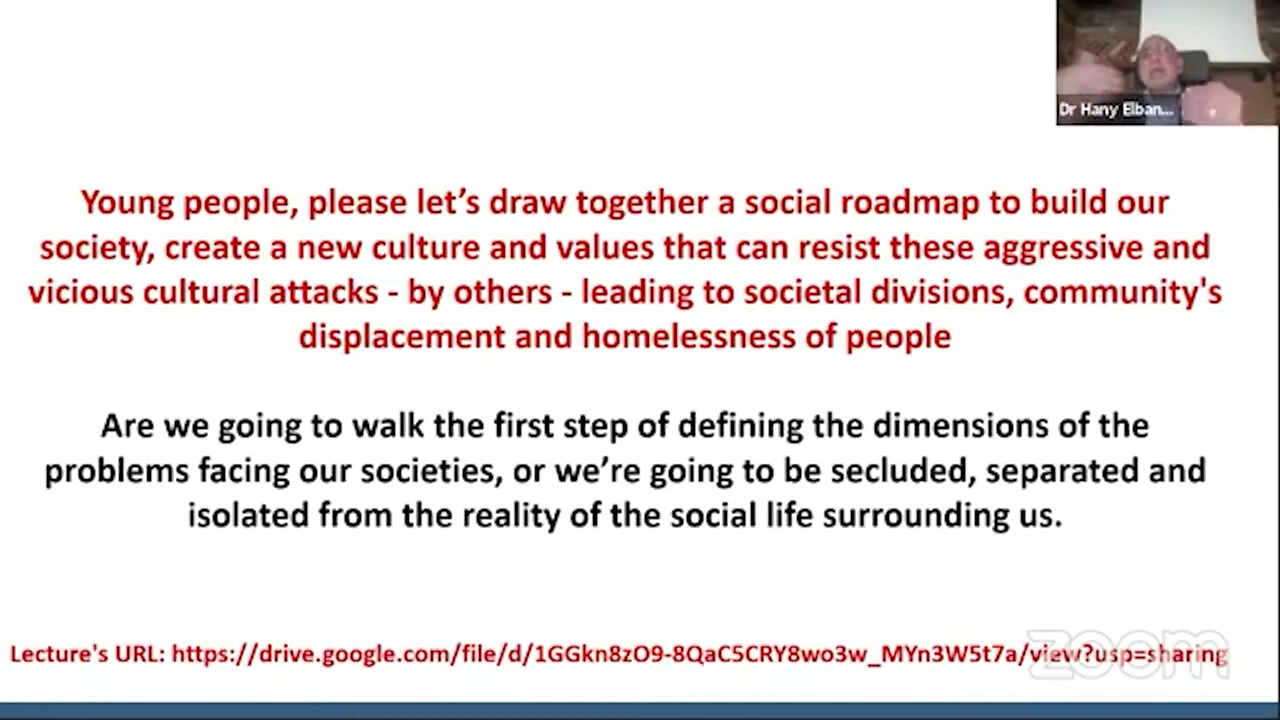 Dr Hany Elban...
Young people, please let’s draw together a social roadmap to build our
society, create a new culture and values that can resist these aggressive and
vicious cultural attacks - by others - leading to societal divisions, community's
displacement and homelessness of people
Are we going to walk the first step of defining the dimensions of the
problems facing our societies, or we’re going to be secluded, separated and
isolated from the reality of the social life surrounding us.
Lecture's URL: https://drive.google.com/file/d/1GGkn8zO9-8QaC5CRY8wo3w_MYn3W5t7a/view?usp=sharing
zoom